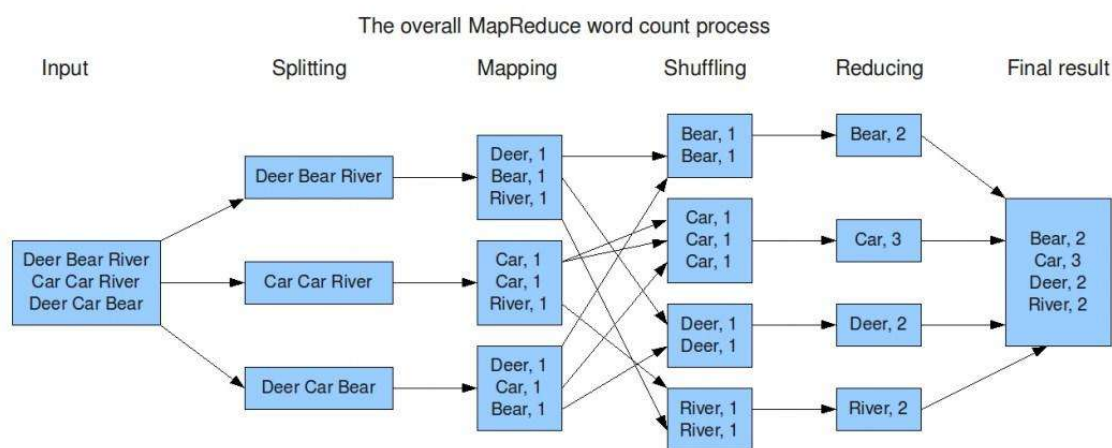 The overall MapReduce word count process
Input
Splitting
Mapping
Shuffling
Reducing
Final result
Deer Bear River
Car Car River
Deer Car Bear
Deer Bear River
Car Car River
Deer Car Bear
Deer, 1
Bear, 1
River, 1
Car, 1
Car, 1
River, 1
Deer, 1
Car, 1
Bear, 1
Bear, 1
Bear, 1
Car, 1
Car, 1
Car, 1
Deer, 1
Deer, 1
River, 1
River, 1
Bear, 2
Car, 3
Deer, 2
River, 2
Bear, 2
Car, 3
Deer, 2
River, 2